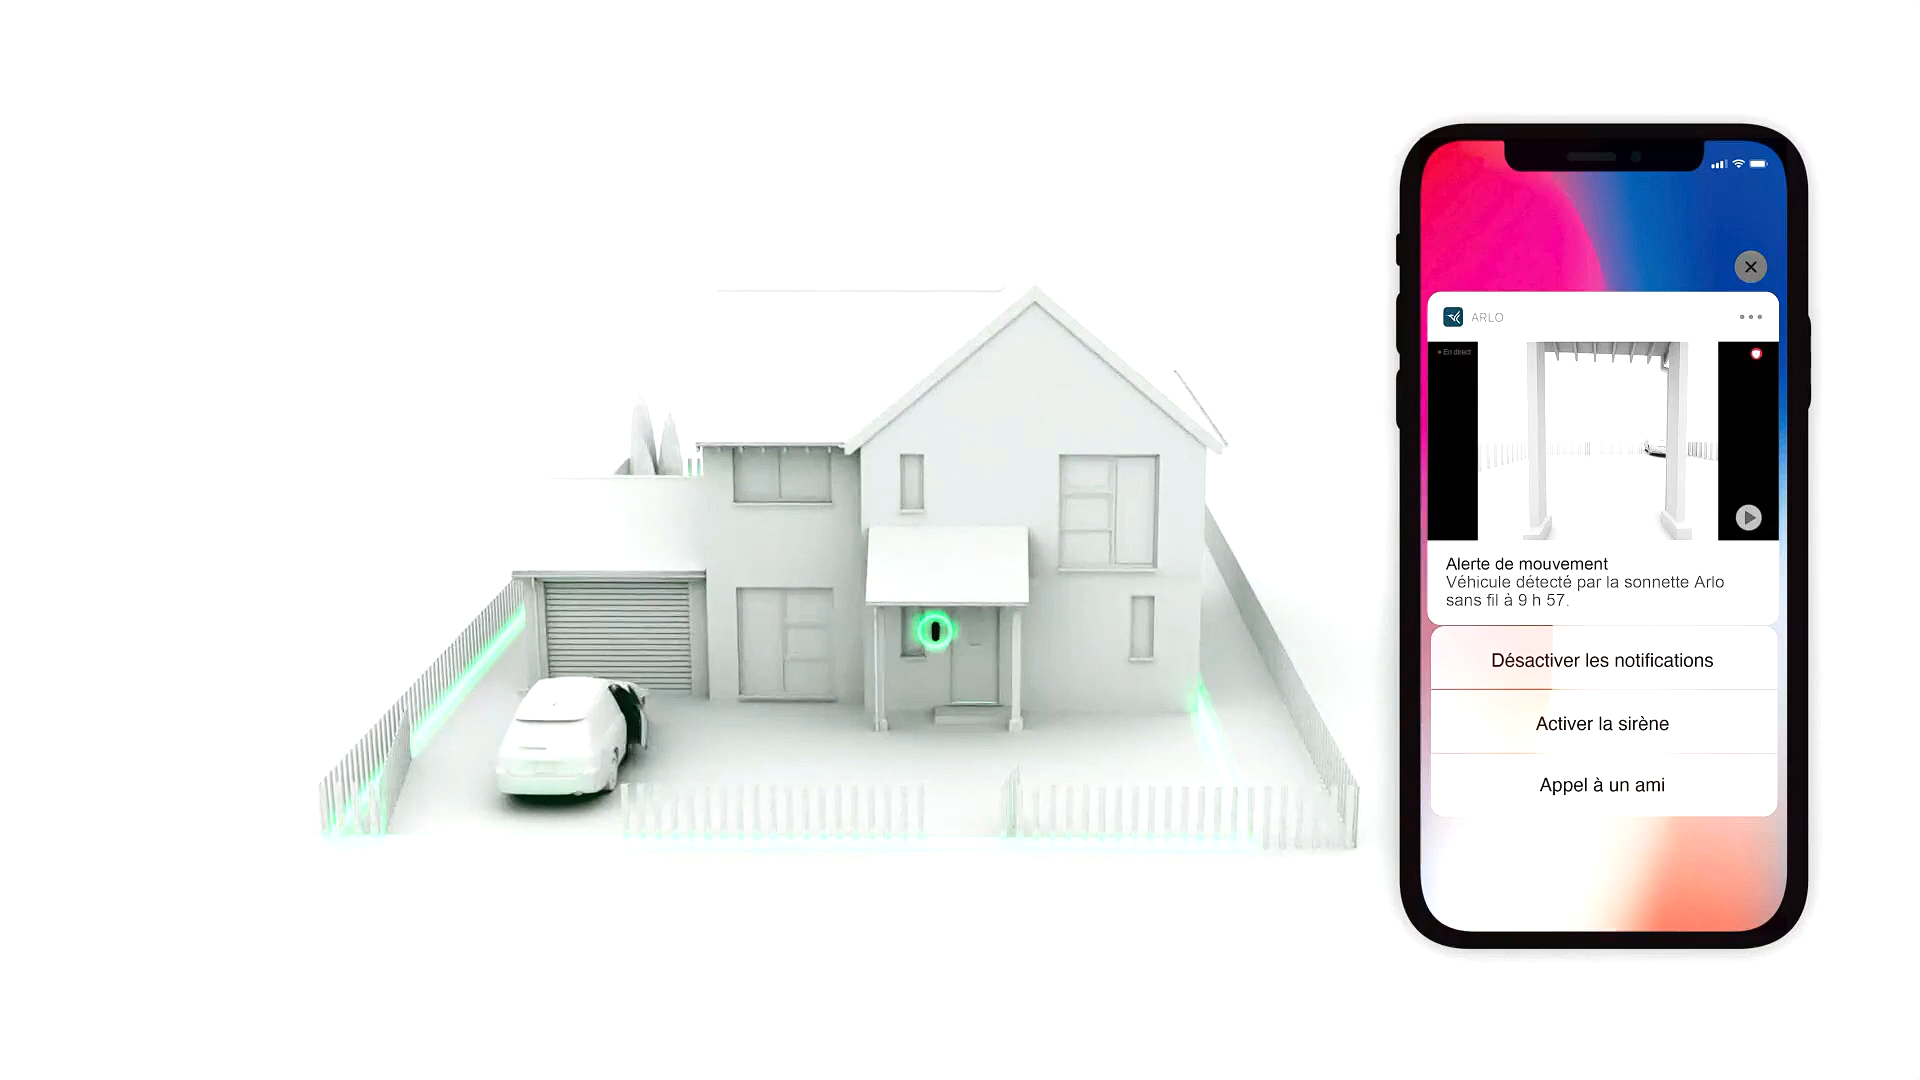 ARLO
En direct
Alerte de mouvement
Véhicule détecté par la sonnette Arlo
sans fil à 9 h 57.
Désactiver les notifications
Activer la sirène
Appel à un ami